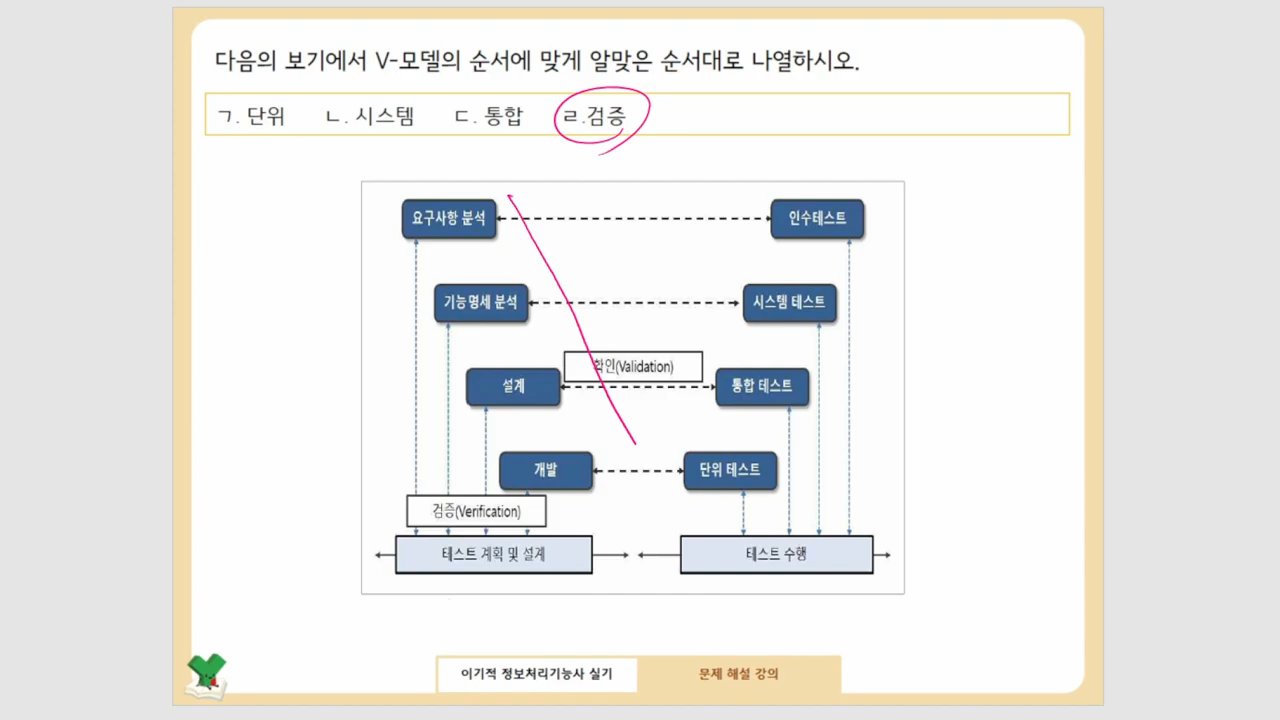 다음의 보기에서 V-모델의 순서에 맞게 알맞은 순서대로 나열하시오.
ㄱ. 단위 ㄴ. 시스템 ㄷ. 통합 ㄹ.검증
요구사항 분석 인수테스트
기능명세 분석 시스템 테스트
확인(Validation)
설계 통합 테스트
개발 단위 테스트
검증(Verification)
테스트 계획 및 설계 테스트 수행
이기적 정보처리기능사 실기 문제 해설 강의